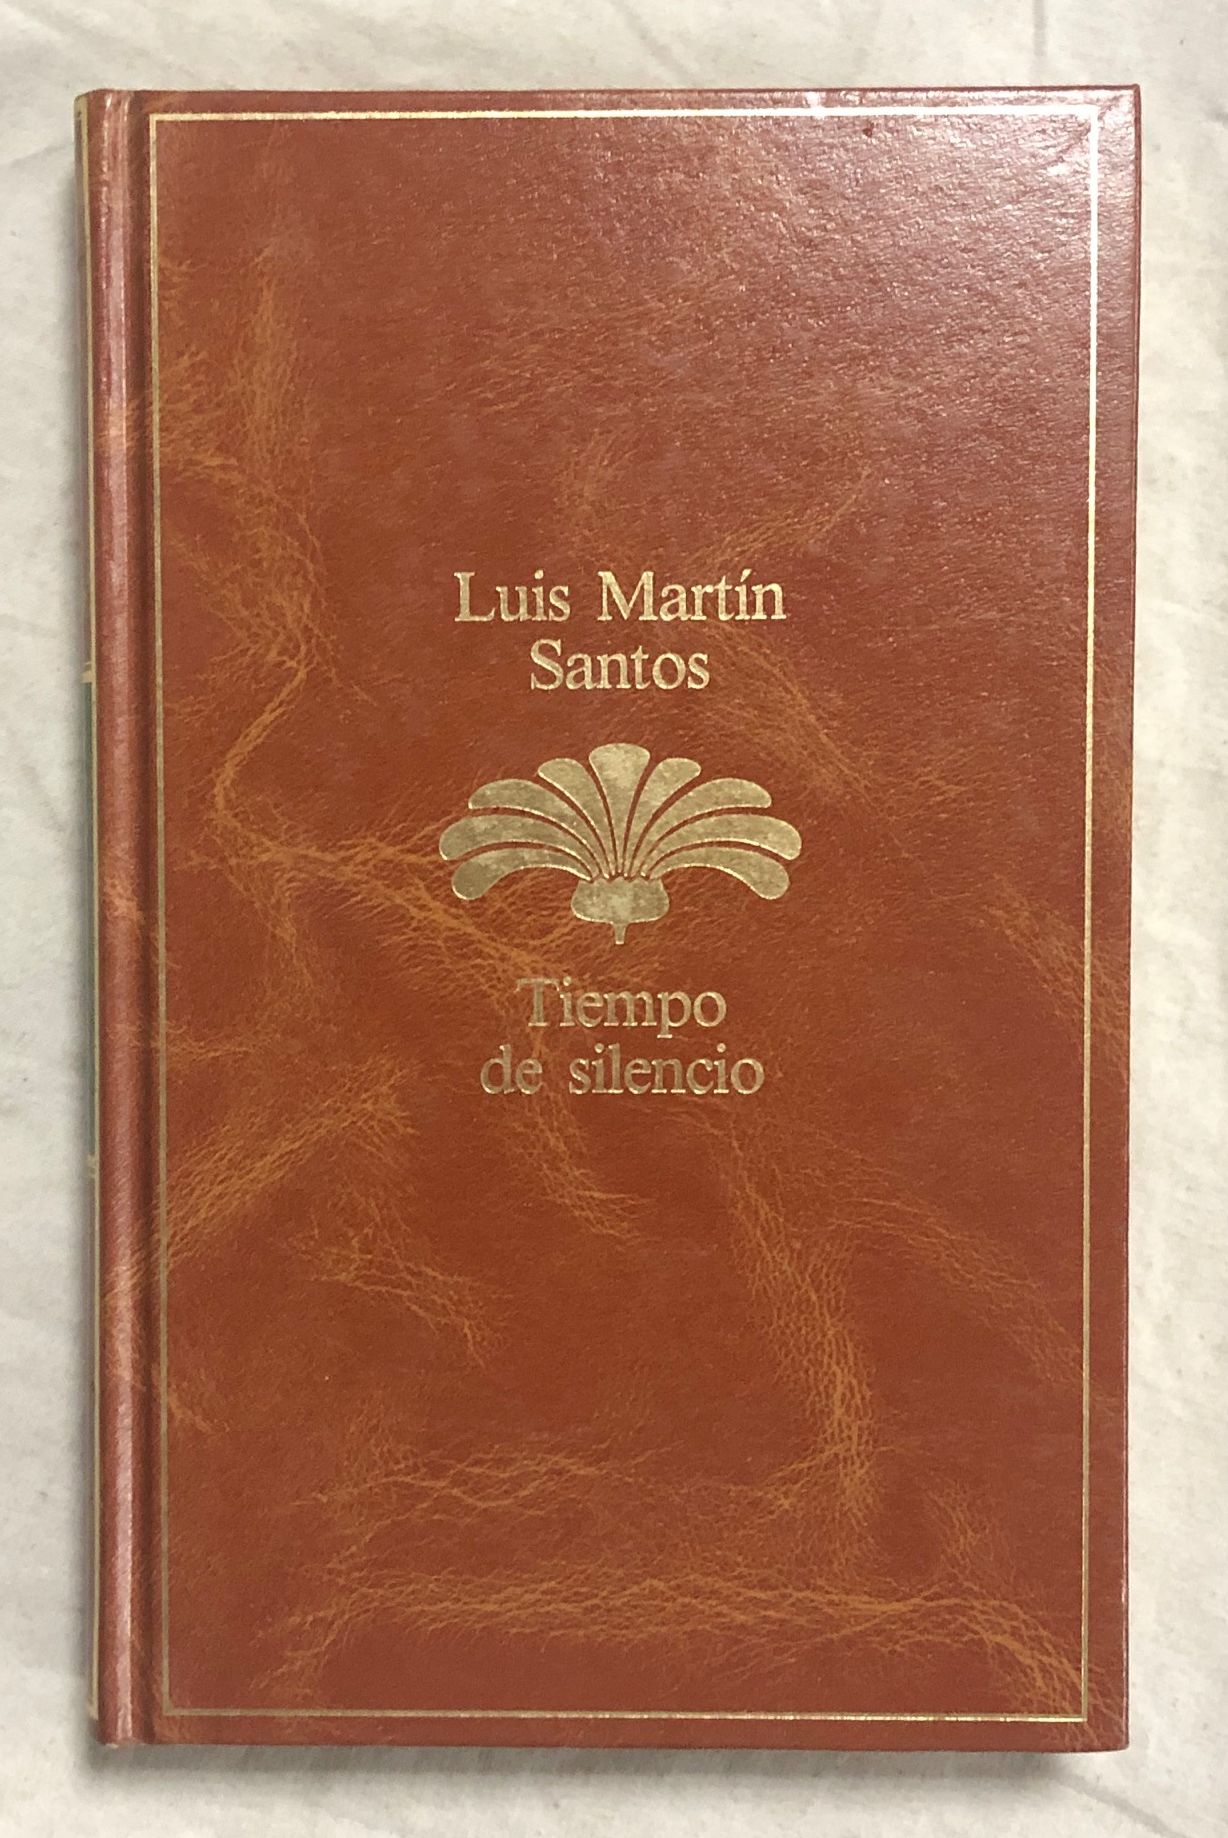 Luis Martín
Santos
Tiempo
de silencio